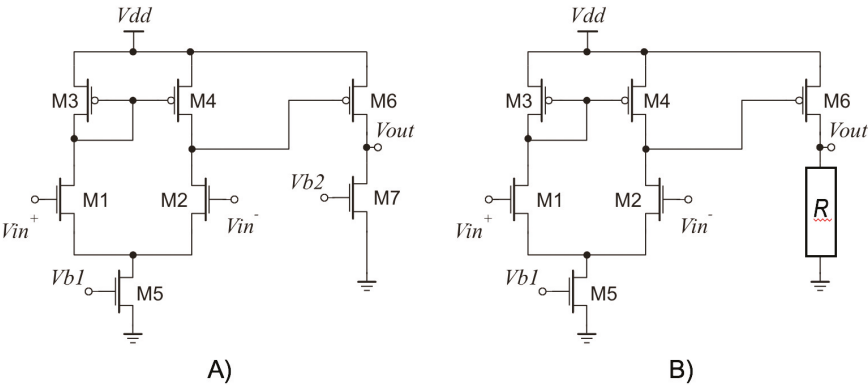 Vdd
M3
M4
M6
Vout
M1
M2
Vb2
M7
Vin+
Vin-
Vb1
M5
A)
Vdd
M3
M4
M6
Vout
M1
M2
R
Vin+
Vin-
Vb1
M5
B)